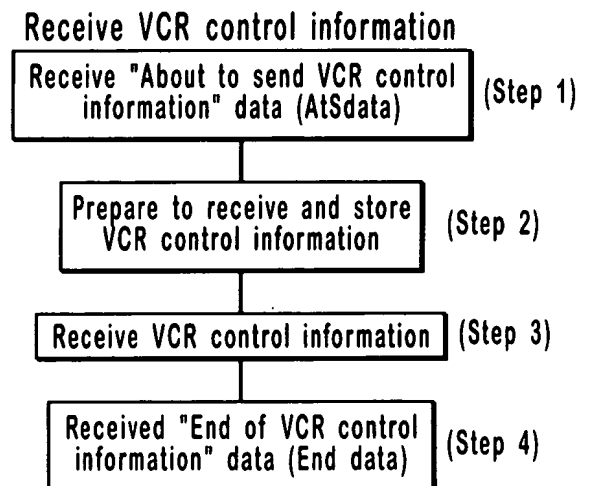 Receive VCR control information
Receive "About to send VCR control
information" data (AtSdata)
(Step 1)
Prepare to receive and store
VCR control information
(Step 2)
Receive VCR control information
(Step 3)
Received "End of VCR control
information" data (End data)
(Step 4)